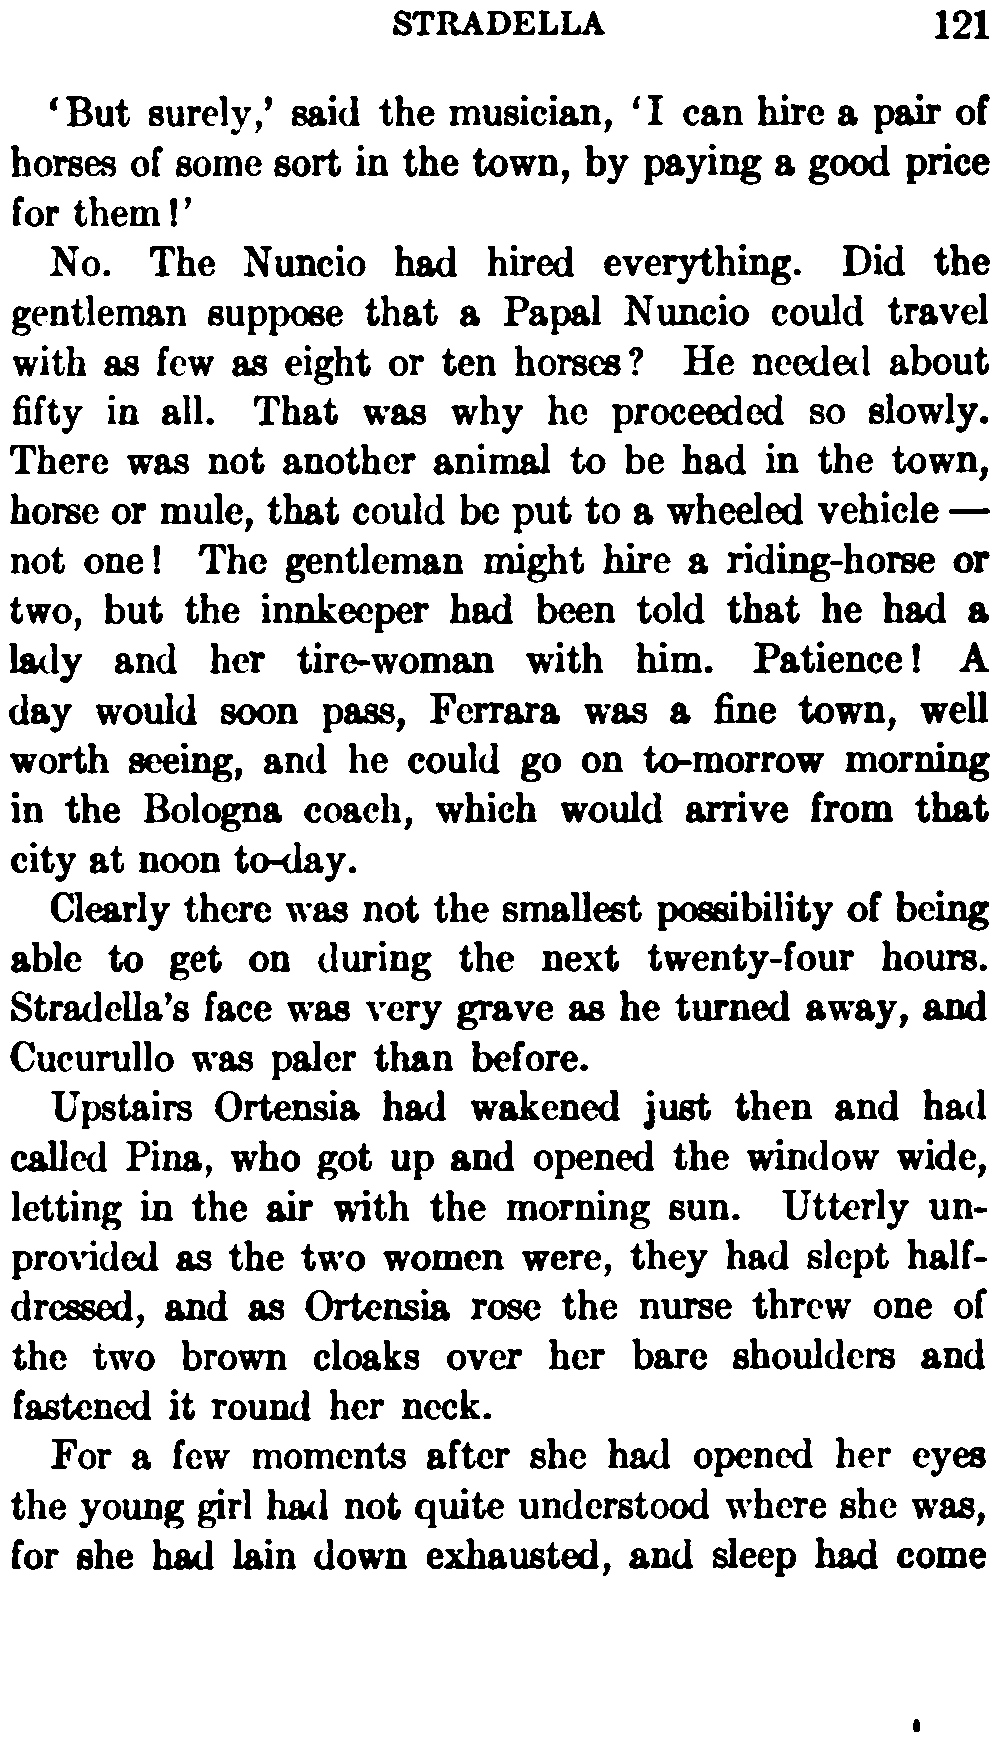 STRADELLA 121
'But surely,' said the musician, 'I can hire a pair of
horses of some sort in the town, by paying a good price
for them!'
No. The Nuncio had hired everything. Did the
gentleman suppose that a Papal Nuncio could travel
with as few as eight or ten horses? He needed about
fifty in all. That was why he proceeded so slowly.
There was not another animal to be had in the town,
horse or mule, that could be put to a wheeled vehicle —
not one! The gentleman might hire a riding-horse or
two, but the innkeeper had been told that he had a
lady and her tire-woman with him. Patience! A
day would soon pass, Ferrara was a fine town, well
worth seeing, and he could go on to-morrow morning
in the Bologna coach, which would arrive from that
city at noon to-day.
Clearly there was not the smallest possibility of being
able to get on during the next twenty-four hours.
Stradella's face was very grave as he turned away, and
Cucurullo was paler than before.
Upstairs Ortensia had wakened just then and had
called Pina, who got up and opened the window wide,
letting in the air with the morning sun. Utterly un-
provided as the two women were, they had slept half-
dressed, and as Ortensia rose the nurse threw one of
the two brown cloaks over her bare shoulders and
fastened it round her neck.
For a few moments after she had opened her eyes
the young girl had not quite understood where she was,
for she had lain down exhausted, and sleep had come